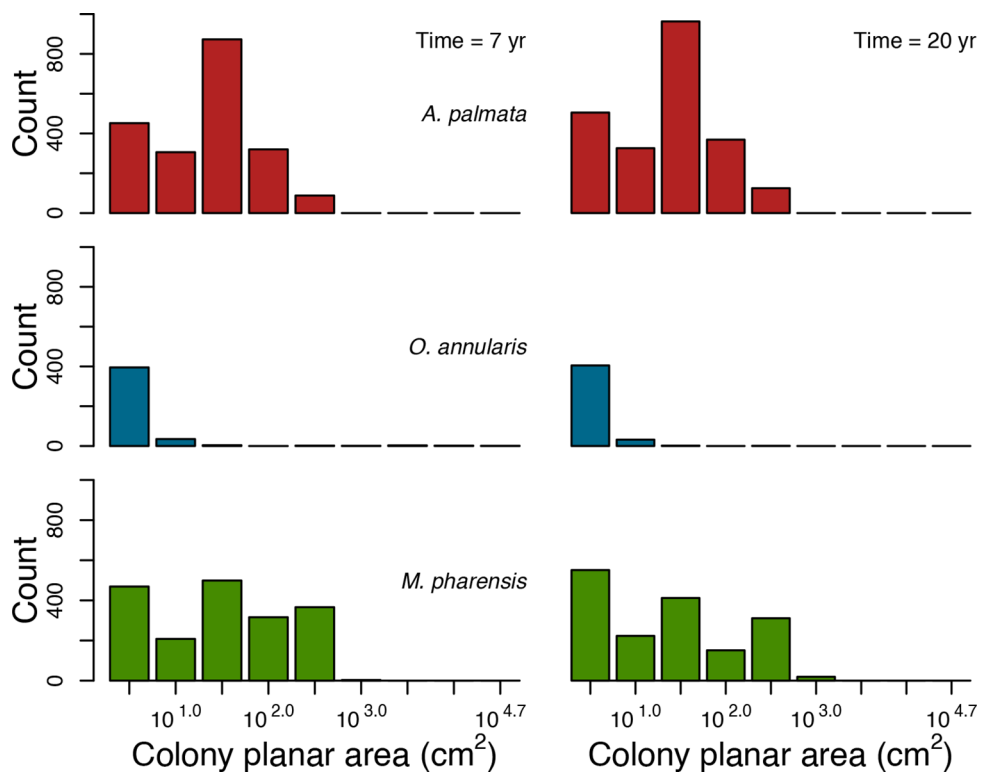 Time = 7 yr
Time = 20 yr
A. palmata
Count
0 400 800
O. annularis
Count
0 400 800
M. pharensis
Count
0 400 800
10^1.0 10^2.0 10^3.0 10^4.7
10^1.0 10^2.0 10^3.0 10^4.7
Colony planar area (cm²)
Colony planar area (cm²)